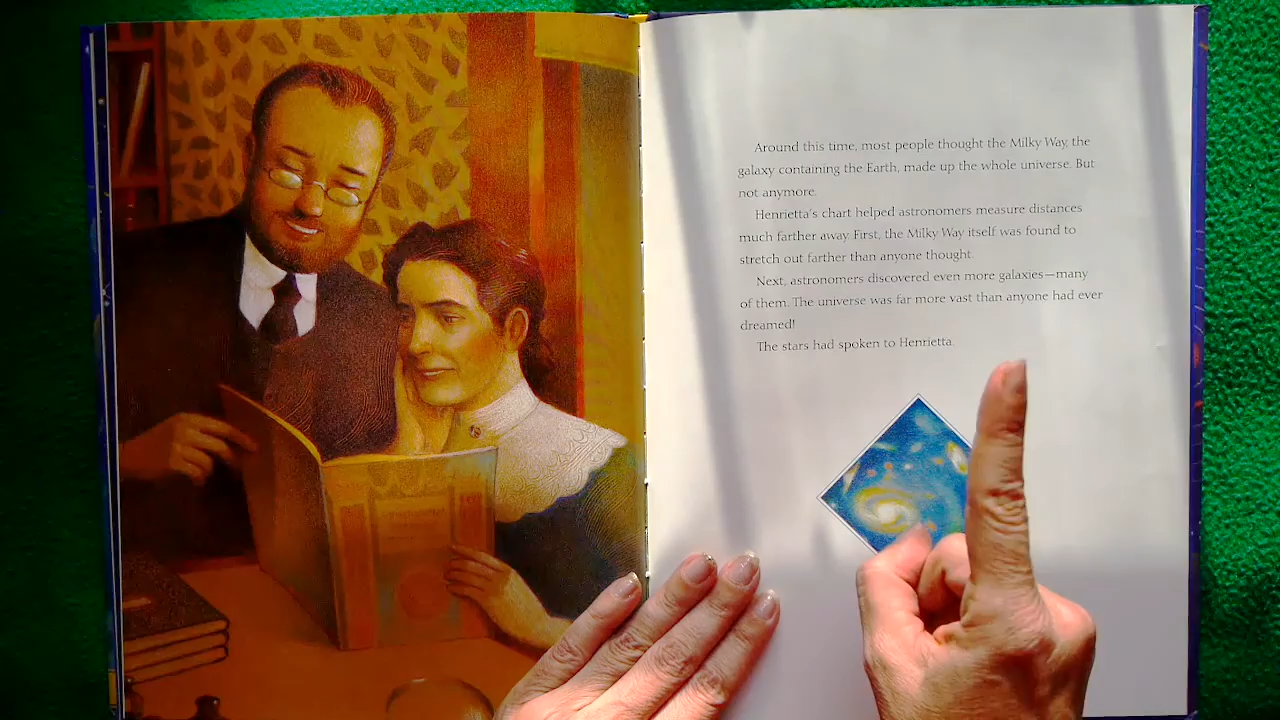 Around this time, most people thought the Milky Way, the
galaxy containing the Earth, made up the whole universe. But
not anymore.
Henrietta's chart helped astronomers measure distances
much farther away. First, the Milky Way itself was found to
stretch out farther than anyone thought.
Next, astronomers discovered even more galaxies—many
of them. The universe was far more vast than anyone had ever
dreamed!
The stars had spoken to Henrietta.